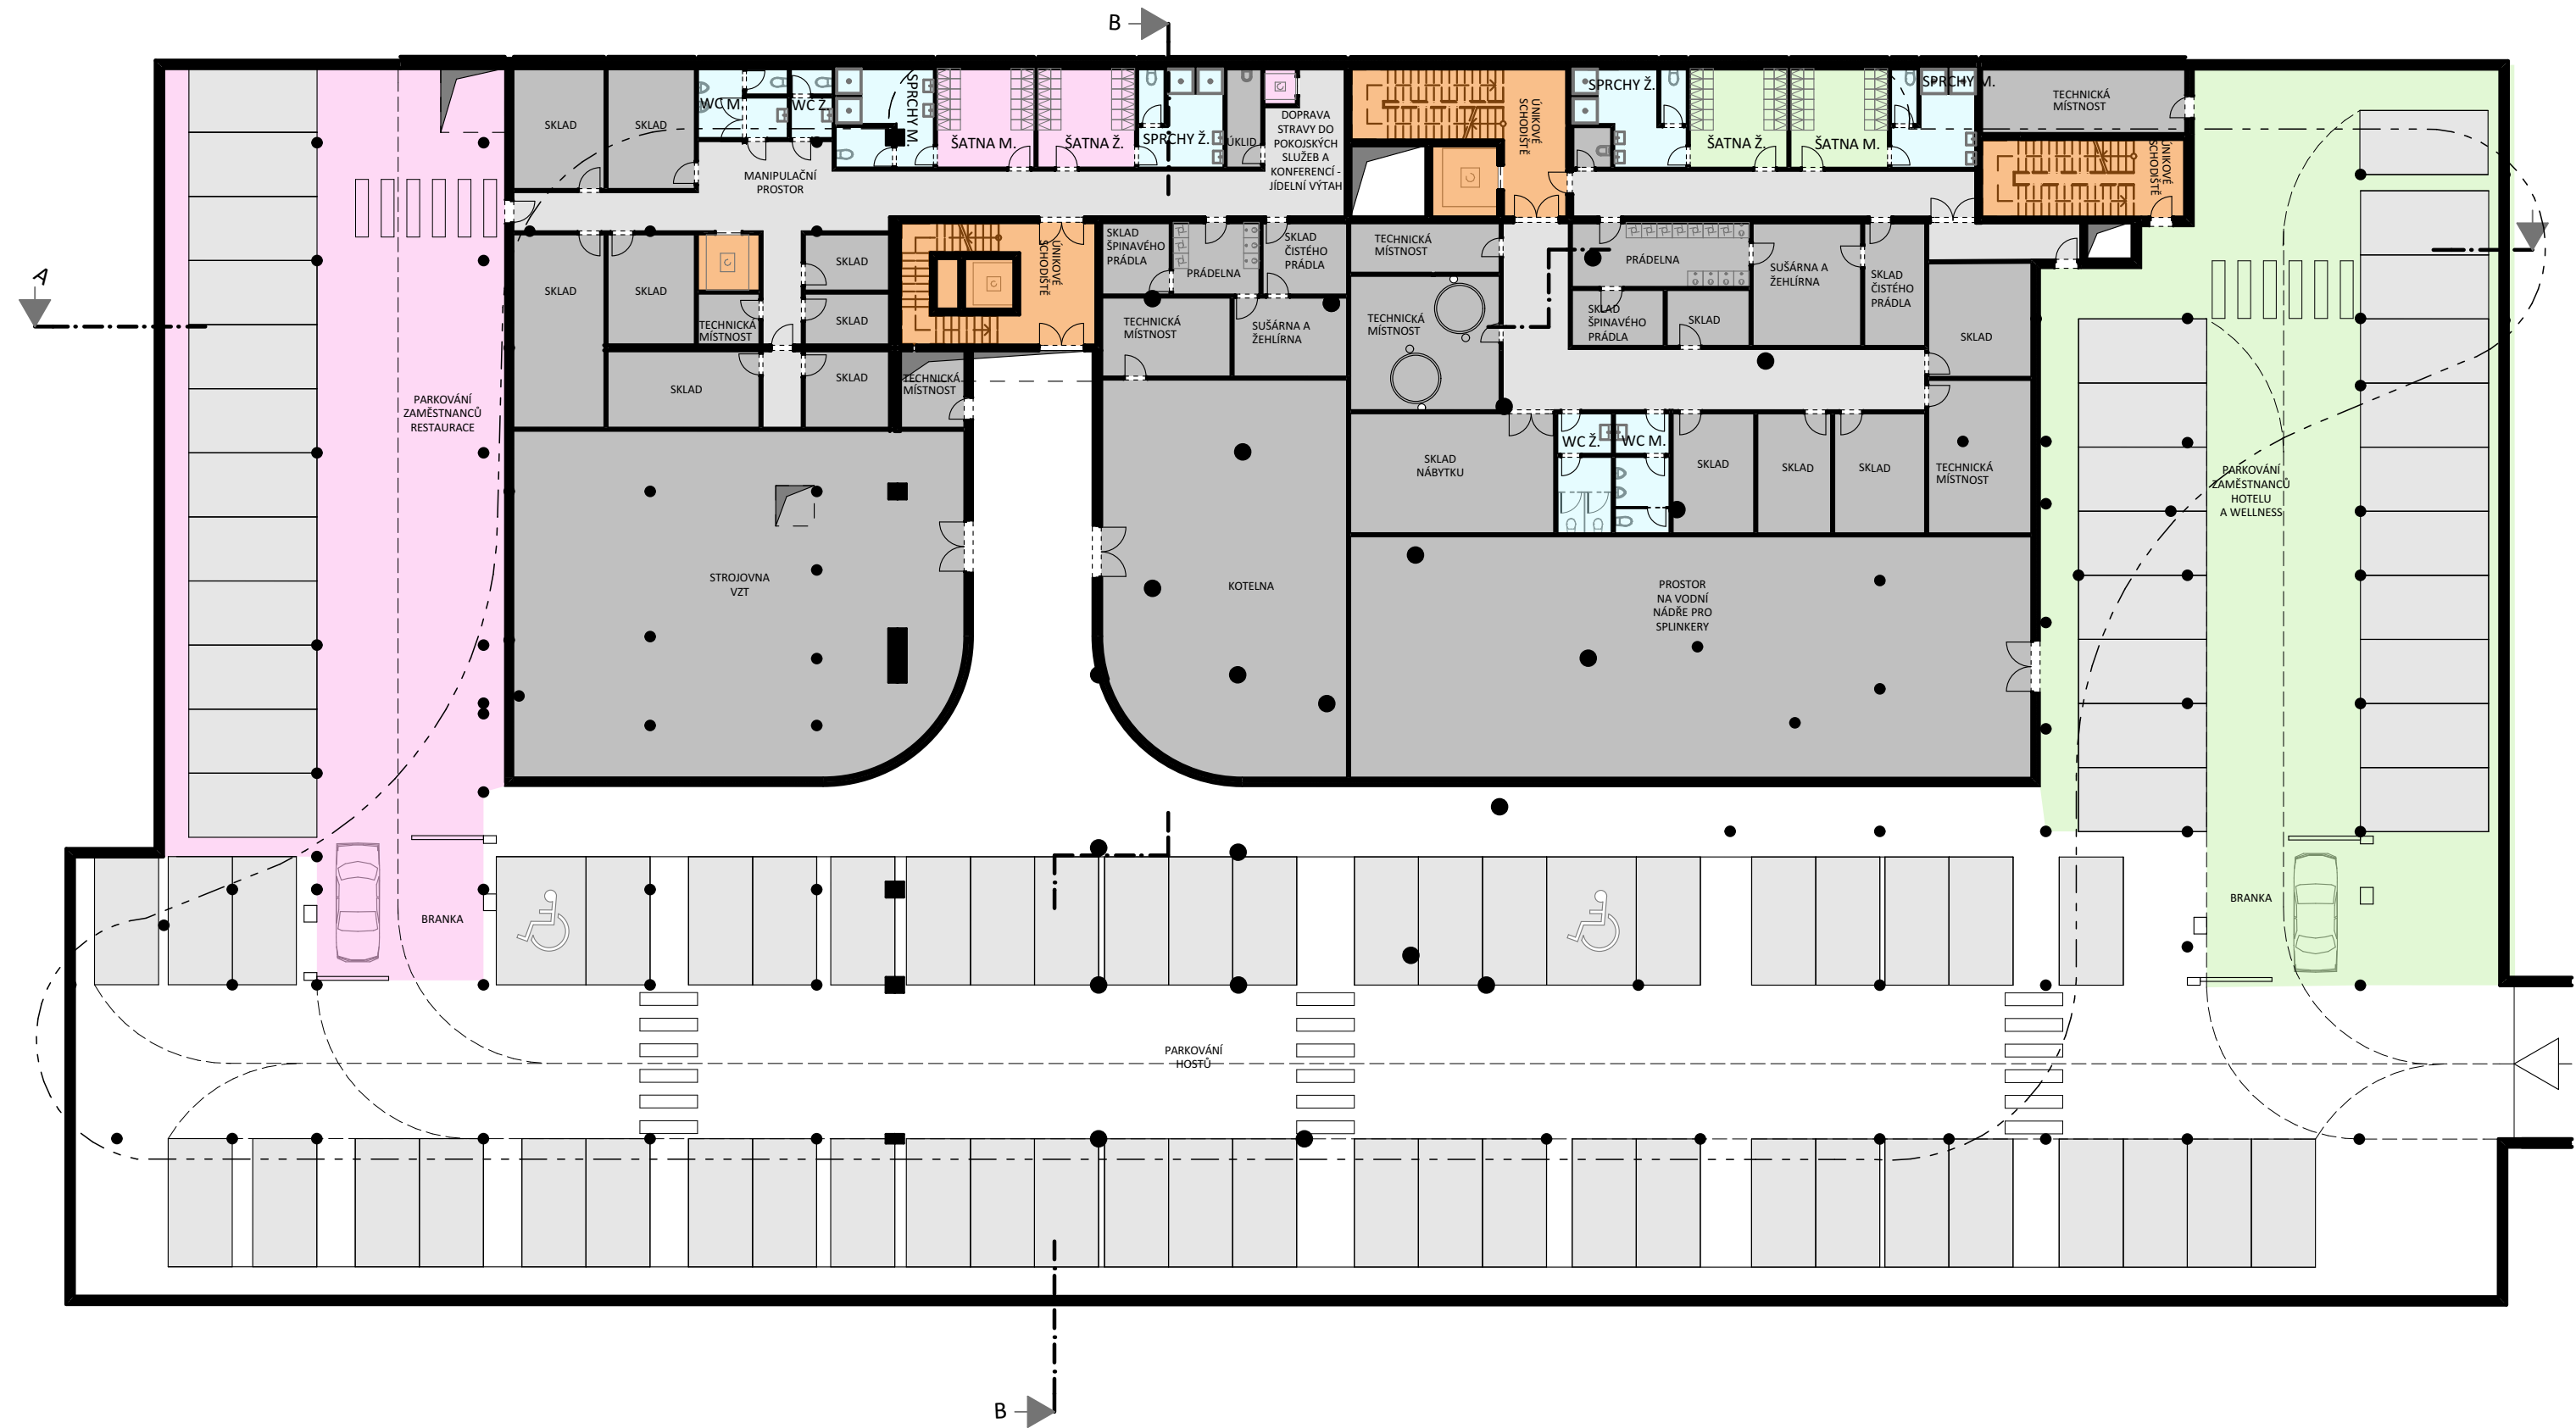 B
A
SKLAD
SKLAD
WC M.
WC Ž.
SPRCHY M.
ŠATNA M.
ŠATNA Ž.
SPRCHY Ž.
ÚKLID
DOPRAVA
STRAVY DO
POKOJSKÝCH
SLUŽEB A
KONFERENCÍ -
JÍDELNÍ VÝTAH
ÚNIKOVÉ
SCHODIŠTĚ
SPRCHY Ž.
ŠATNA Ž.
ŠATNA M.
SPRCHY M.
TECHNICKÁ
MÍSTNOST
ÚNIKOVÉ
SCHODIŠTĚ
MANIPULAČNÍ
PROSTOR
SKLAD
SKLAD
TECHNICKÁ
MÍSTNOST
SKLAD
SKLAD
SKLAD
SKLAD
TECHNICKÁ
MÍSTNOST
ÚNIKOVÉ
SCHODIŠTĚ
SKLAD
ŠPINAVÉHO
PRÁDLA
PRÁDELNA
SKLAD
ČISTÉHO
PRÁDLA
TECHNICKÁ
MÍSTNOST
SUŠÁRNA A
ŽEHLÍRNA
TECHNICKÁ
MÍSTNOST
TECHNICKÁ
MÍSTNOST
PRÁDELNA
SKLAD
ŠPINAVÉHO
PRÁDLA
SKLAD
SUŠÁRNA A
ŽEHLÍRNA
SKLAD
ČISTÉHO
PRÁDLA
SKLAD
PARKOVÁNÍ
ZAMĚSTNANCŮ
RESTAURACE
SKLAD
NÁBYTKU
WC Ž.
WC M.
SKLAD
SKLAD
SKLAD
TECHNICKÁ
MÍSTNOST
PARKOVÁNÍ
ZAMĚSTNANCŮ
HOTELU
A WELLNESS
STROJOVNA
VZT
KOTELNA
PROSTOR
NA VODNÍ
NÁDŘE PRO
SPLINKERY
BRANKA
BRANKA
PARKOVÁNÍ
HOSTŮ
B